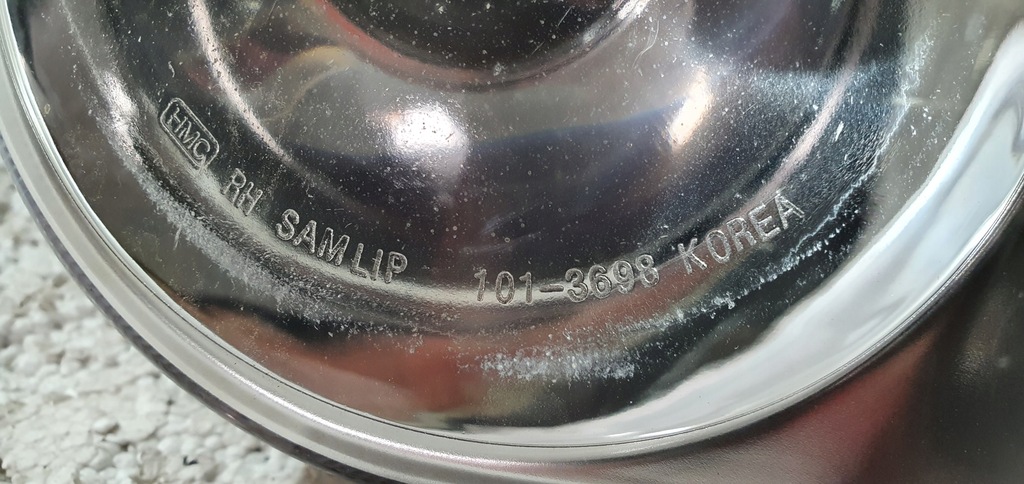 HMC RH SAMLIP 101-3698 KOREA